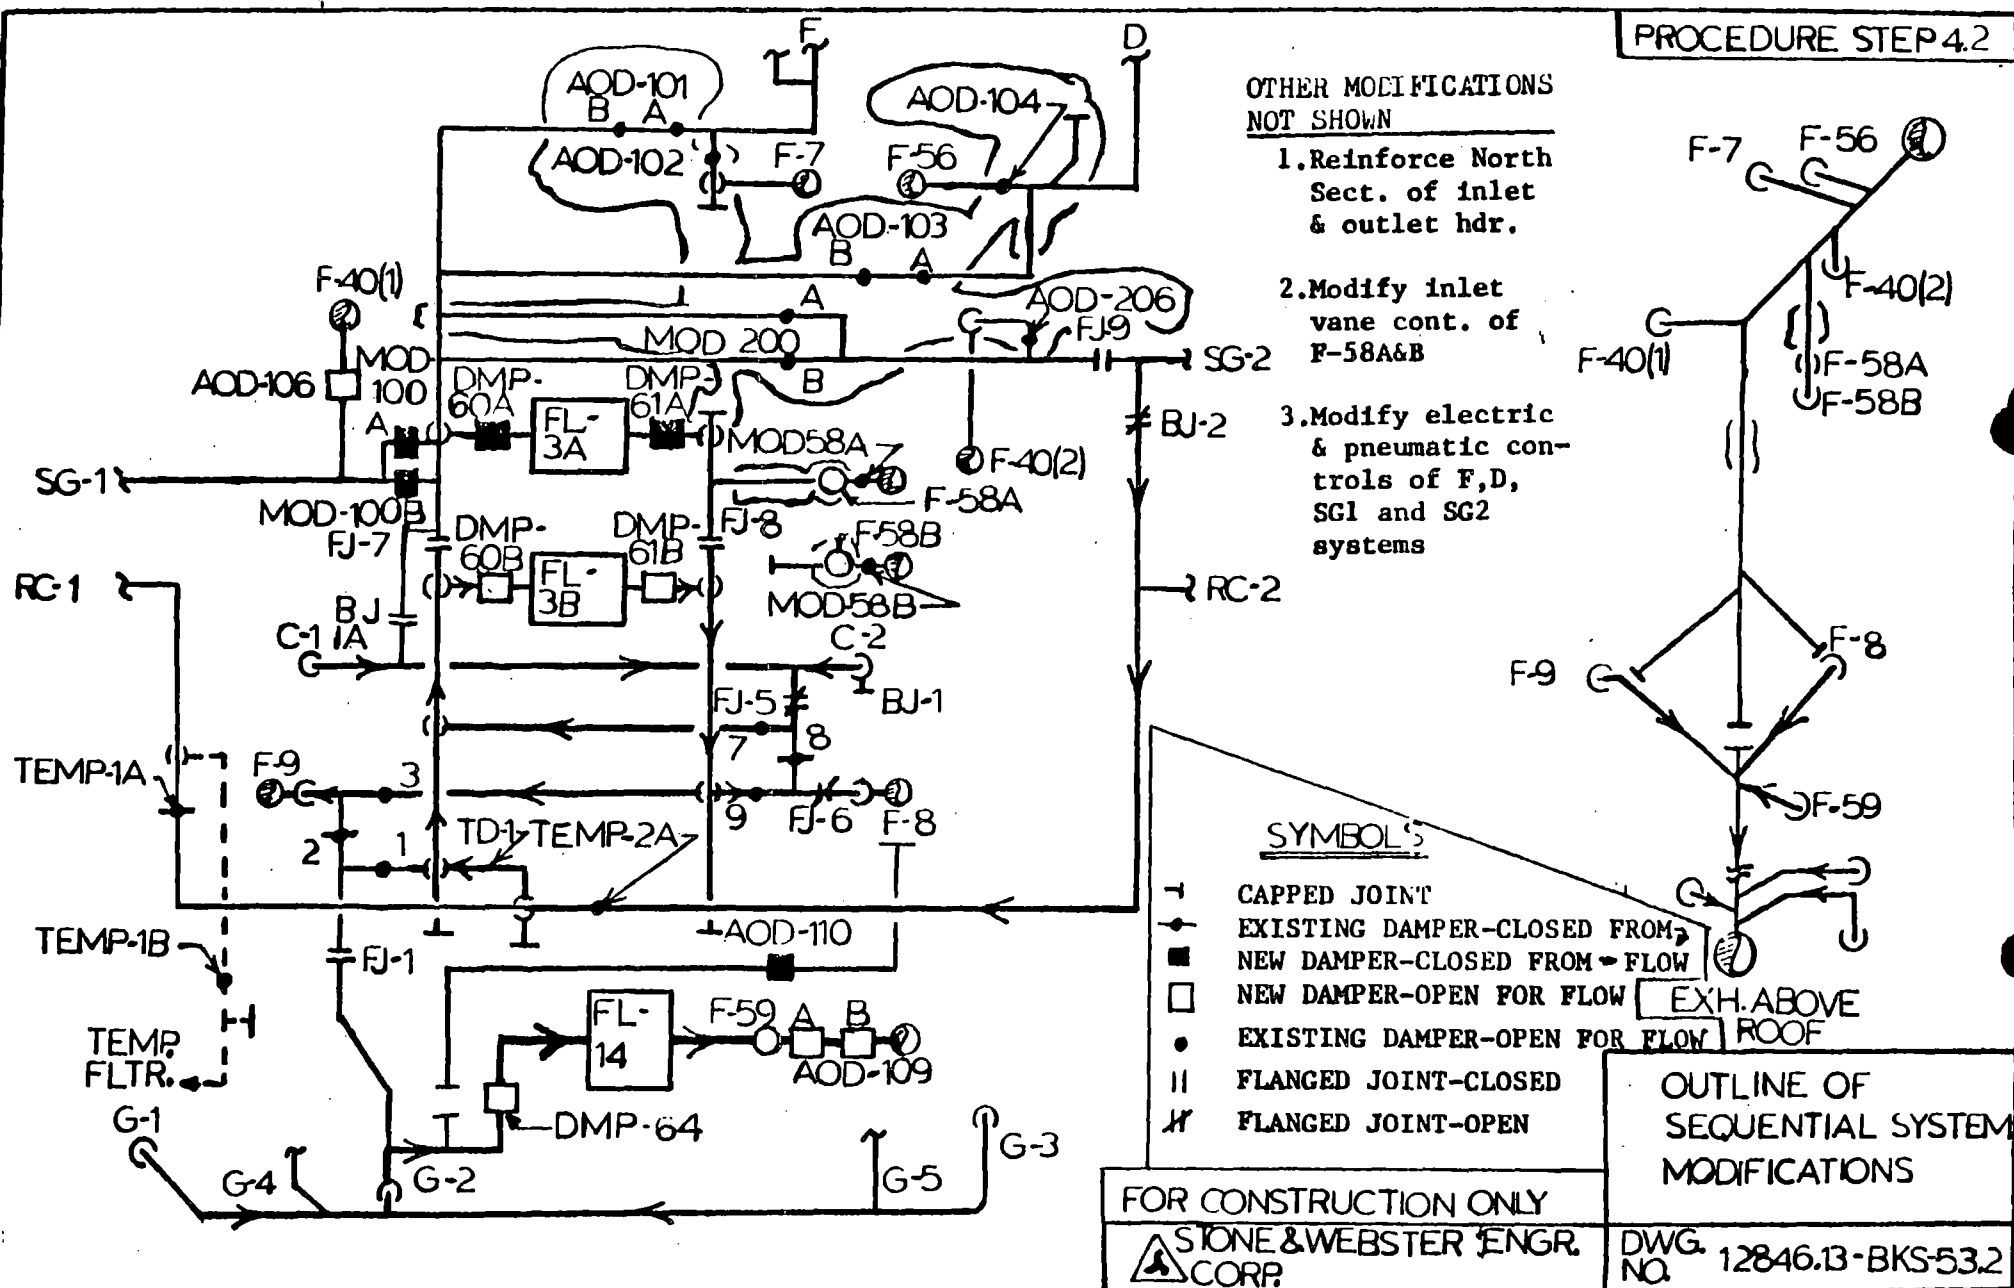 PROCEDURE STEP 4.2
F
D
AOD-101
B A
AOD-102
F-7
F-56
AOD-104
AOD-103
B A
OTHER MODIFICATIONS
NOT SHOWN
1.Reinforce North
Sect. of inlet
& outlet hdr.
2.Modify inlet
vane cont. of
F-58A&B
3.Modify electric
& pneumatic con-
trols of F,D,
SG1 and SG2
systems
F-7
F-56
F-40(2)
F-40(1)
F-58A
F-58B
F-9
F-8
F-59
EXH. ABOVE
ROOF
F-40(1)
AOD-106
MOD
100
A
MOD 200
A
B
AOD-206
FJ-9
SG-2
BJ-2
RC-2
F-40(2)
DMP-
60A
FL-
3A
DMP-
61A
MOD58A
F-58A
SG-1
MOD-100B
FJ-7
DMP-
60B
FL-
3B
DMP-
61B
FJ-8
F-58B
MOD58B
RC-1
BJ
1A
C-1
C-2
BJ-1
FJ-5
7
8
TEMP-1A
F-9
3
2
1
TD-1
TEMP-2A
9
FJ-6
F-8
TEMP-1B
FJ-1
AOD-110
TEMP.
FLTR.
FL-
14
F-59
A B
AOD-109
DMP-64
G-1
G-4
G-2
G-5
G-3
SYMBOLS
CAPPED JOINT
EXISTING DAMPER-CLOSED FROM
NEW DAMPER-CLOSED FROM FLOW
NEW DAMPER-OPEN FOR FLOW
EXISTING DAMPER-OPEN FOR FLOW
FLANGED JOINT-CLOSED
FLANGED JOINT-OPEN
OUTLINE OF
SEQUENTIAL SYSTEM
MODIFICATIONS
FOR CONSTRUCTION ONLY
STONE & WEBSTER ENGR.
CORP.
DWG.
NO. 12846.13-BKS-53.2